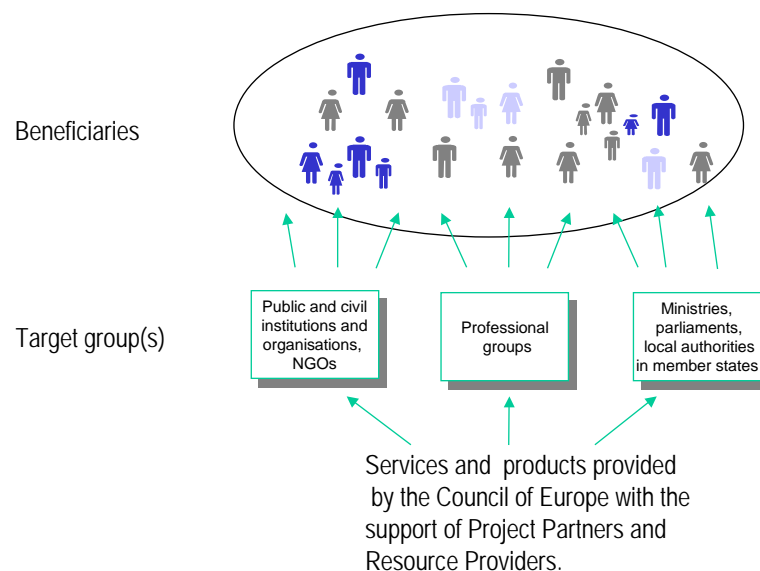 Beneficiaries
Target group(s)
Public and civil
institutions and
organisations,
NGOs
Professional
groups
Ministries,
parliaments,
local authorities
in member states
Services and products provided
by the Council of Europe with the
support of Project Partners and
Resource Providers.